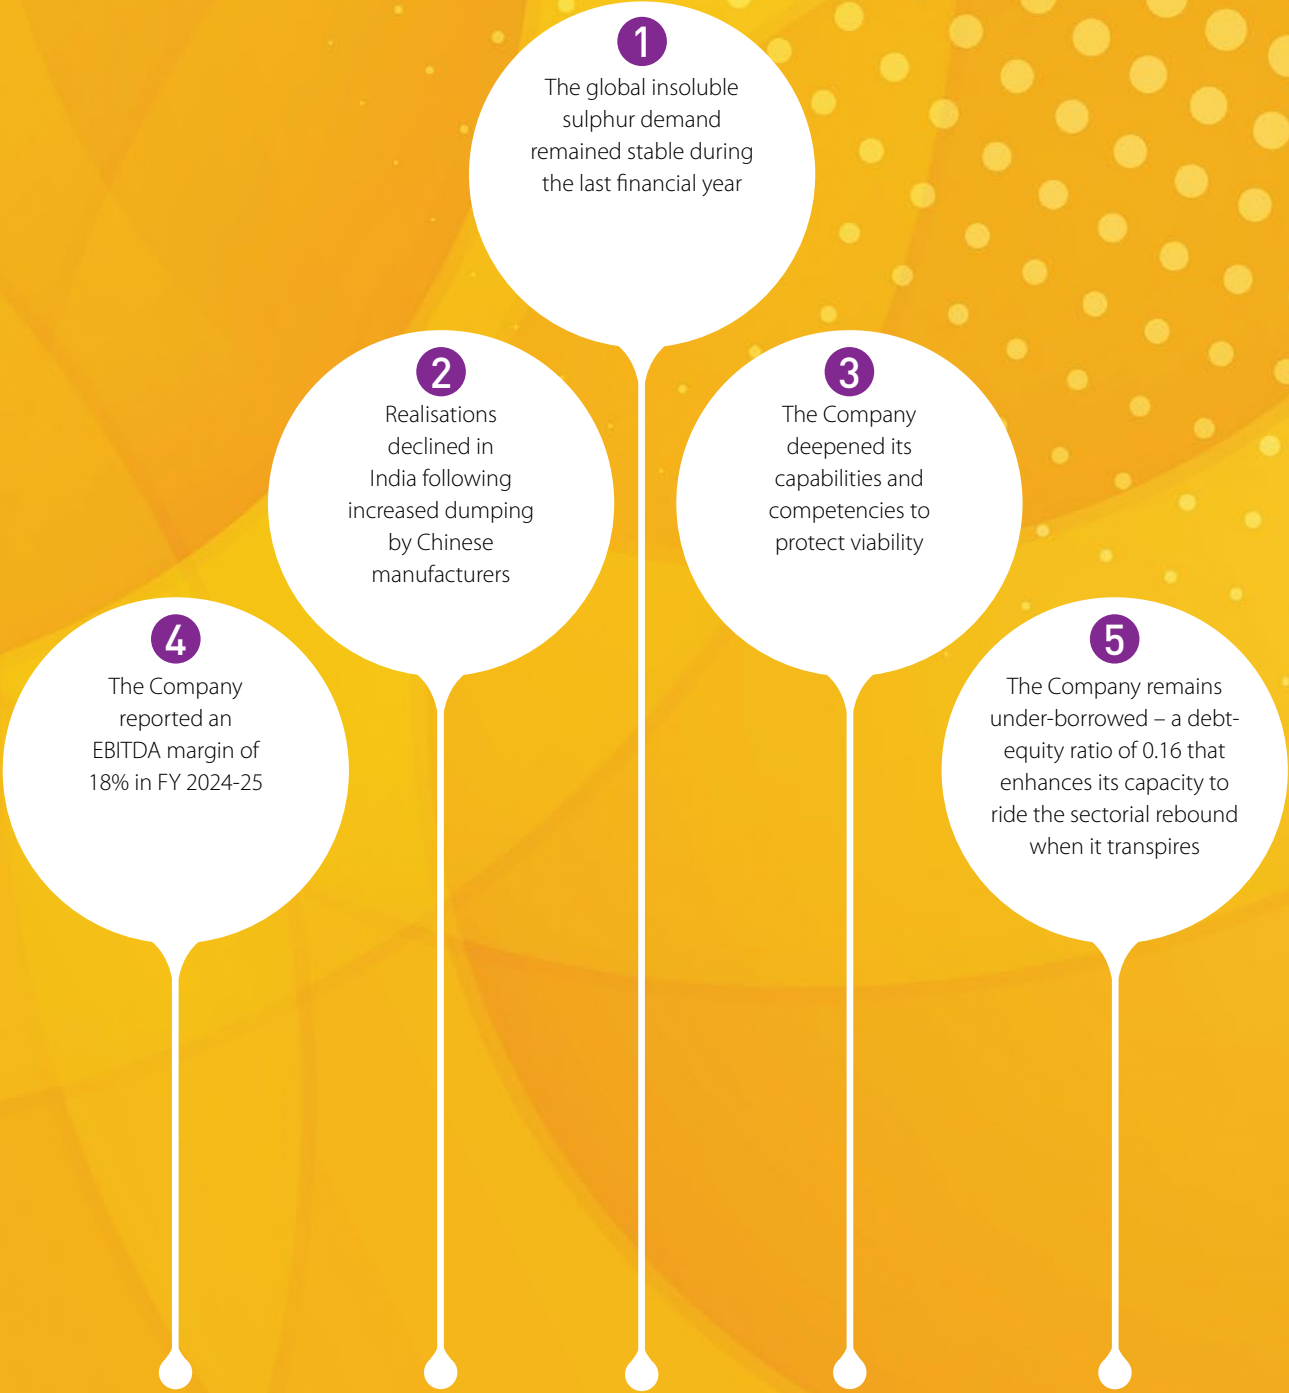 1
The global insoluble
sulphur demand
remained stable during
the last financial year
2
Realisations
declined in
India following
increased dumping
by Chinese
manufacturers
3
The Company
deepened its
capabilities and
competencies to
protect viability
4
The Company
reported an
EBITDA margin of
18% in FY 2024-25
5
The Company remains
under-borrowed – a debt-
equity ratio of 0.16 that
enhances its capacity to
ride the sectorial rebound
when it transpires